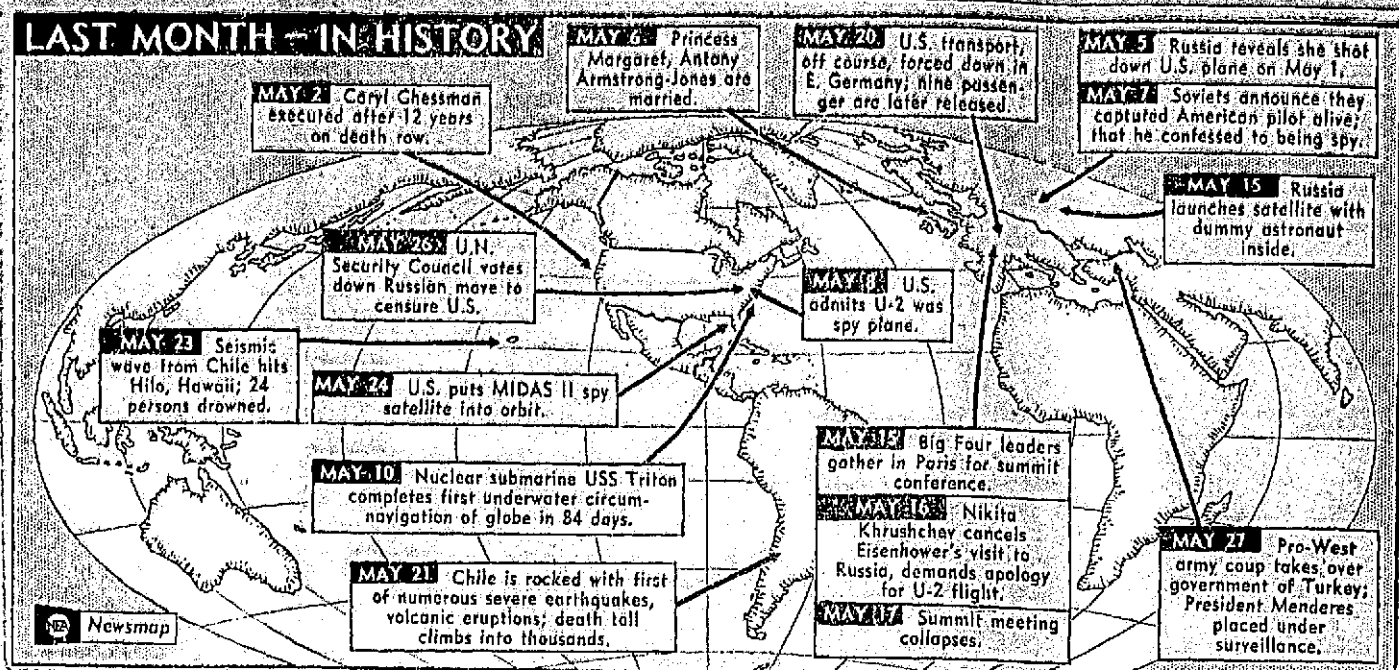 LAST MONTH – IN HISTORY
MAY 2 Caryl Chessman
executed after 12 years
on death row.
MAY 6 Princess
Margaret, Antony
Armstrong-Jones are
married.
MAY 20 U.S. transport,
off course, forced down in
E. Germany; nine passen-
ger are later released.
MAY 5 Russia reveals she shot
down U.S. plane on May 1.
MAY 7 Soviets announce they
captured American pilot alive;
that he confessed to being spy.
MAY 15 Russia
launches satellite with
dummy astronaut
inside.
MAY 26 U.N.
Security Council votes
down Russian move to
censure U.S.
MAY 8 U.S.
admits U-2 was
spy plane.
MAY 23 Seismic
wave from Chile hits
Hilo, Hawaii; 24
persons drowned.
MAY 24 U.S. puts MIDAS II spy
satellite into orbit.
MAY 10 Nuclear submarine USS Triton
completes first underwater circum-
navigation of globe in 84 days.
MAY 21 Chile is rocked with first
of numerous severe earthquakes,
volcanic eruptions; death toll
climbs into thousands.
MAY 15 Big Four leaders
gather in Paris for summit
conference.
MAY 16 Nikita
Khrushchev cancels
Eisenhower's visit to
Russia, demands apology
for U-2 flight.
MAY 17 Summit meeting
collapses.
MAY 27 Pro-West
army coup takes over
government of Turkey;
President Menderes
placed under
surveillance.
NEA Newsmap